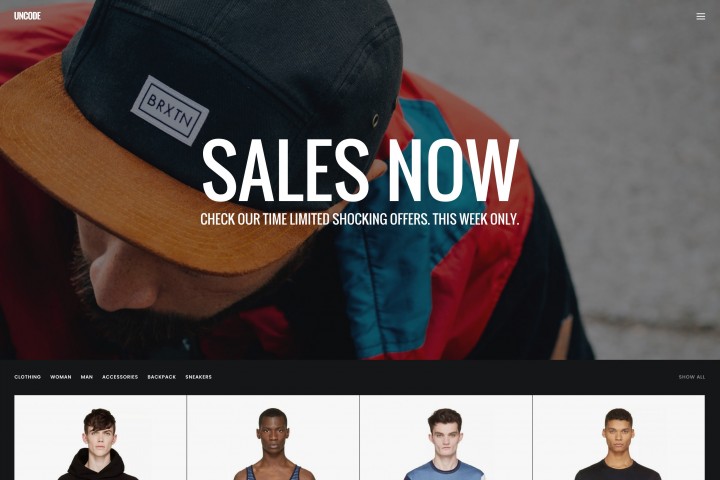 UNCODE
BRXTN
SALES NOW
CHECK OUR TIME LIMITED SHOCKING OFFERS. THIS WEEK ONLY.
CLOTHING WOMAN MAN ACCESSORIES BACKPACK SNEAKERS SHOW ALL